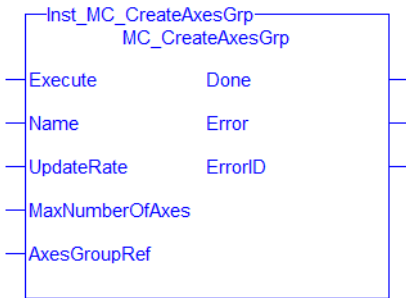 Inst_MC_CreateAxesGrp
MC_CreateAxesGrp
Execute Done
Name Error
UpdateRate ErrorID
MaxNumberOfAxes
AxesGroupRef